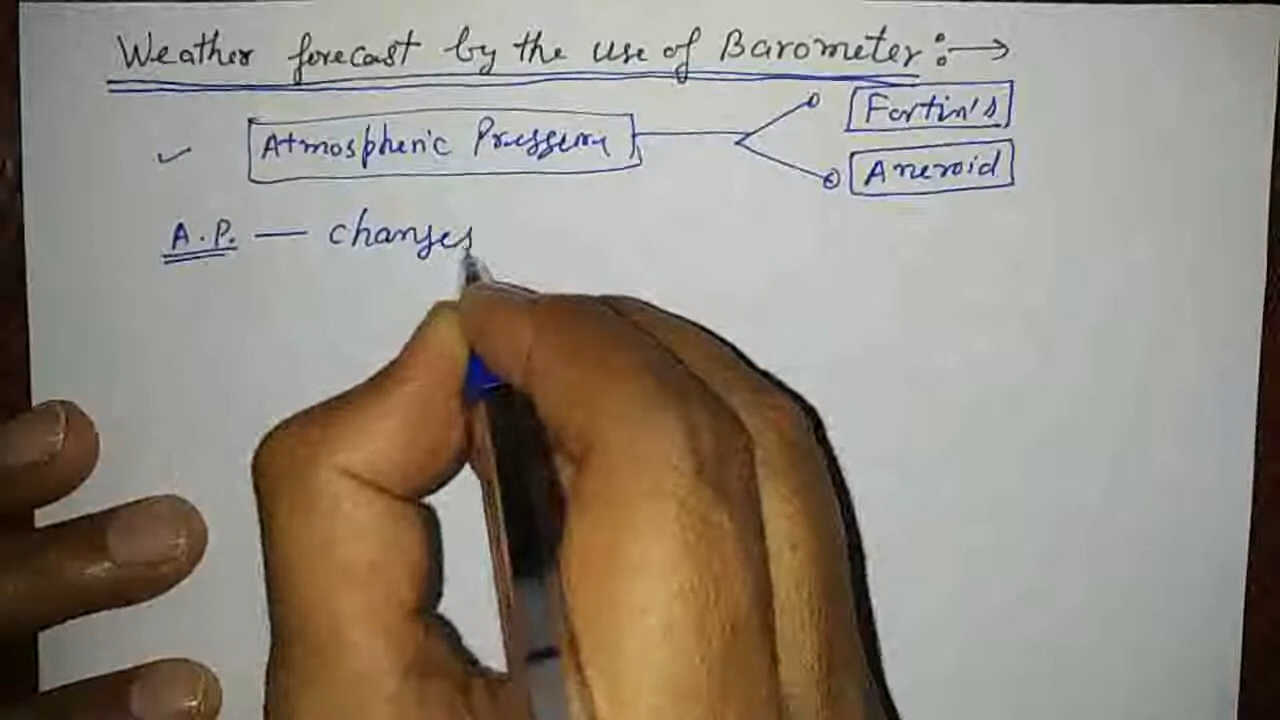 Weather forecast by the use of Barometer :→
Atmospheric Pressure
Fortin's
Aneroid
A.P. — changes